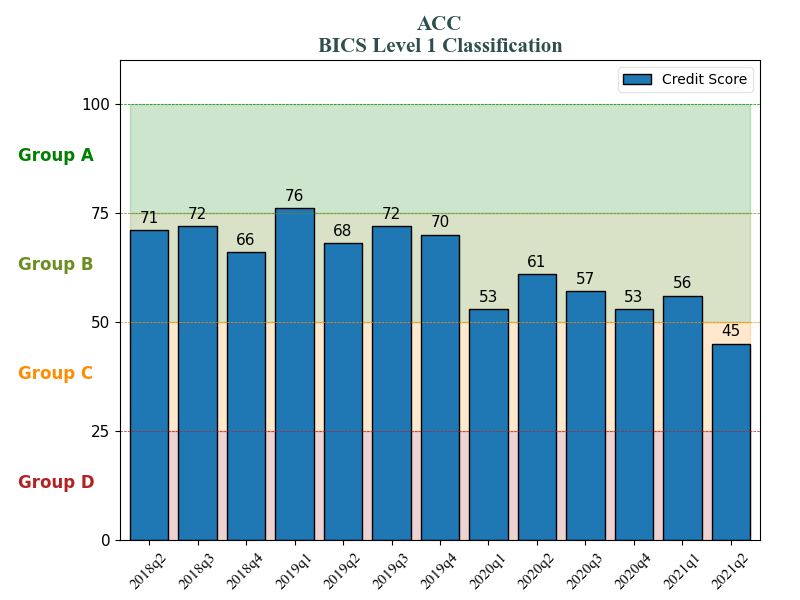 ACC
BICS Level 1 Classification
Credit Score
100
Group A
76
75
71
72
66
68
72
70
Group B
53
61
57
53
56
50
45
Group C
25
Group D
0
2018q2
2018q3
2018q4
2019q1
2019q2
2019q3
2019q4
2020q1
2020q2
2020q3
2020q4
2021q1
2021q2